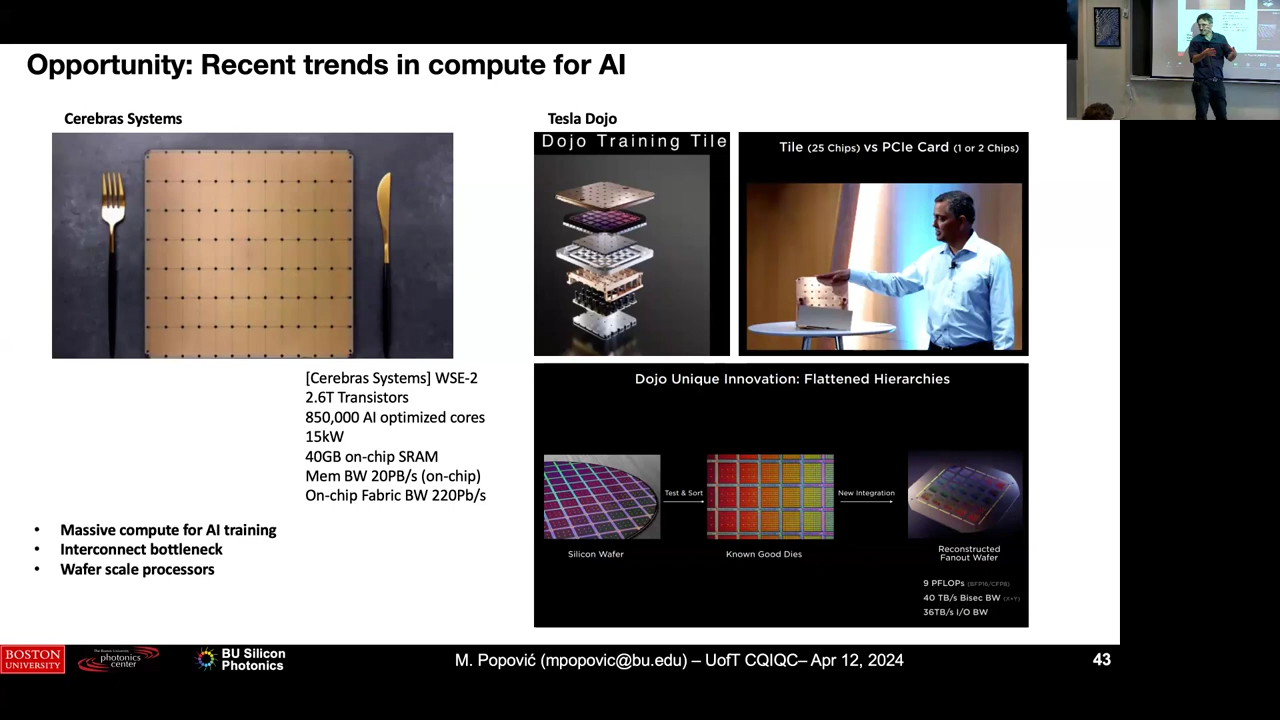 Opportunity: Recent trends in compute for AI
Cerebras Systems
Tesla Dojo
Dojo Training Tile
Tile (25 Chips) vs PCIe Card (1 or 2 Chips)
[Cerebras Systems] WSE-2
2.6T Transistors
850,000 AI optimized cores
15kW
40GB on-chip SRAM
Mem BW 20PB/s (on-chip)
On-chip Fabric BW 220Pb/s
• Massive compute for AI training
• Interconnect bottleneck
• Wafer scale processors
Dojo Unique Innovation: Flattened Hierarchies
Test & Sort
New Integration
Silicon Wafer
Known Good Dies
Reconstructed
Fanout Wafer
9 PFLOPs (BFP16/CFP8)
40 TB/s Bisec BW (X+Y)
36TB/s I/O BW
BOSTON
UNIVERSITY
The Boston University
photonics
center
BU Silicon
Photonics
M. Popović (mpopovic@bu.edu) – UofT CQIQC– Apr 12, 2024
43